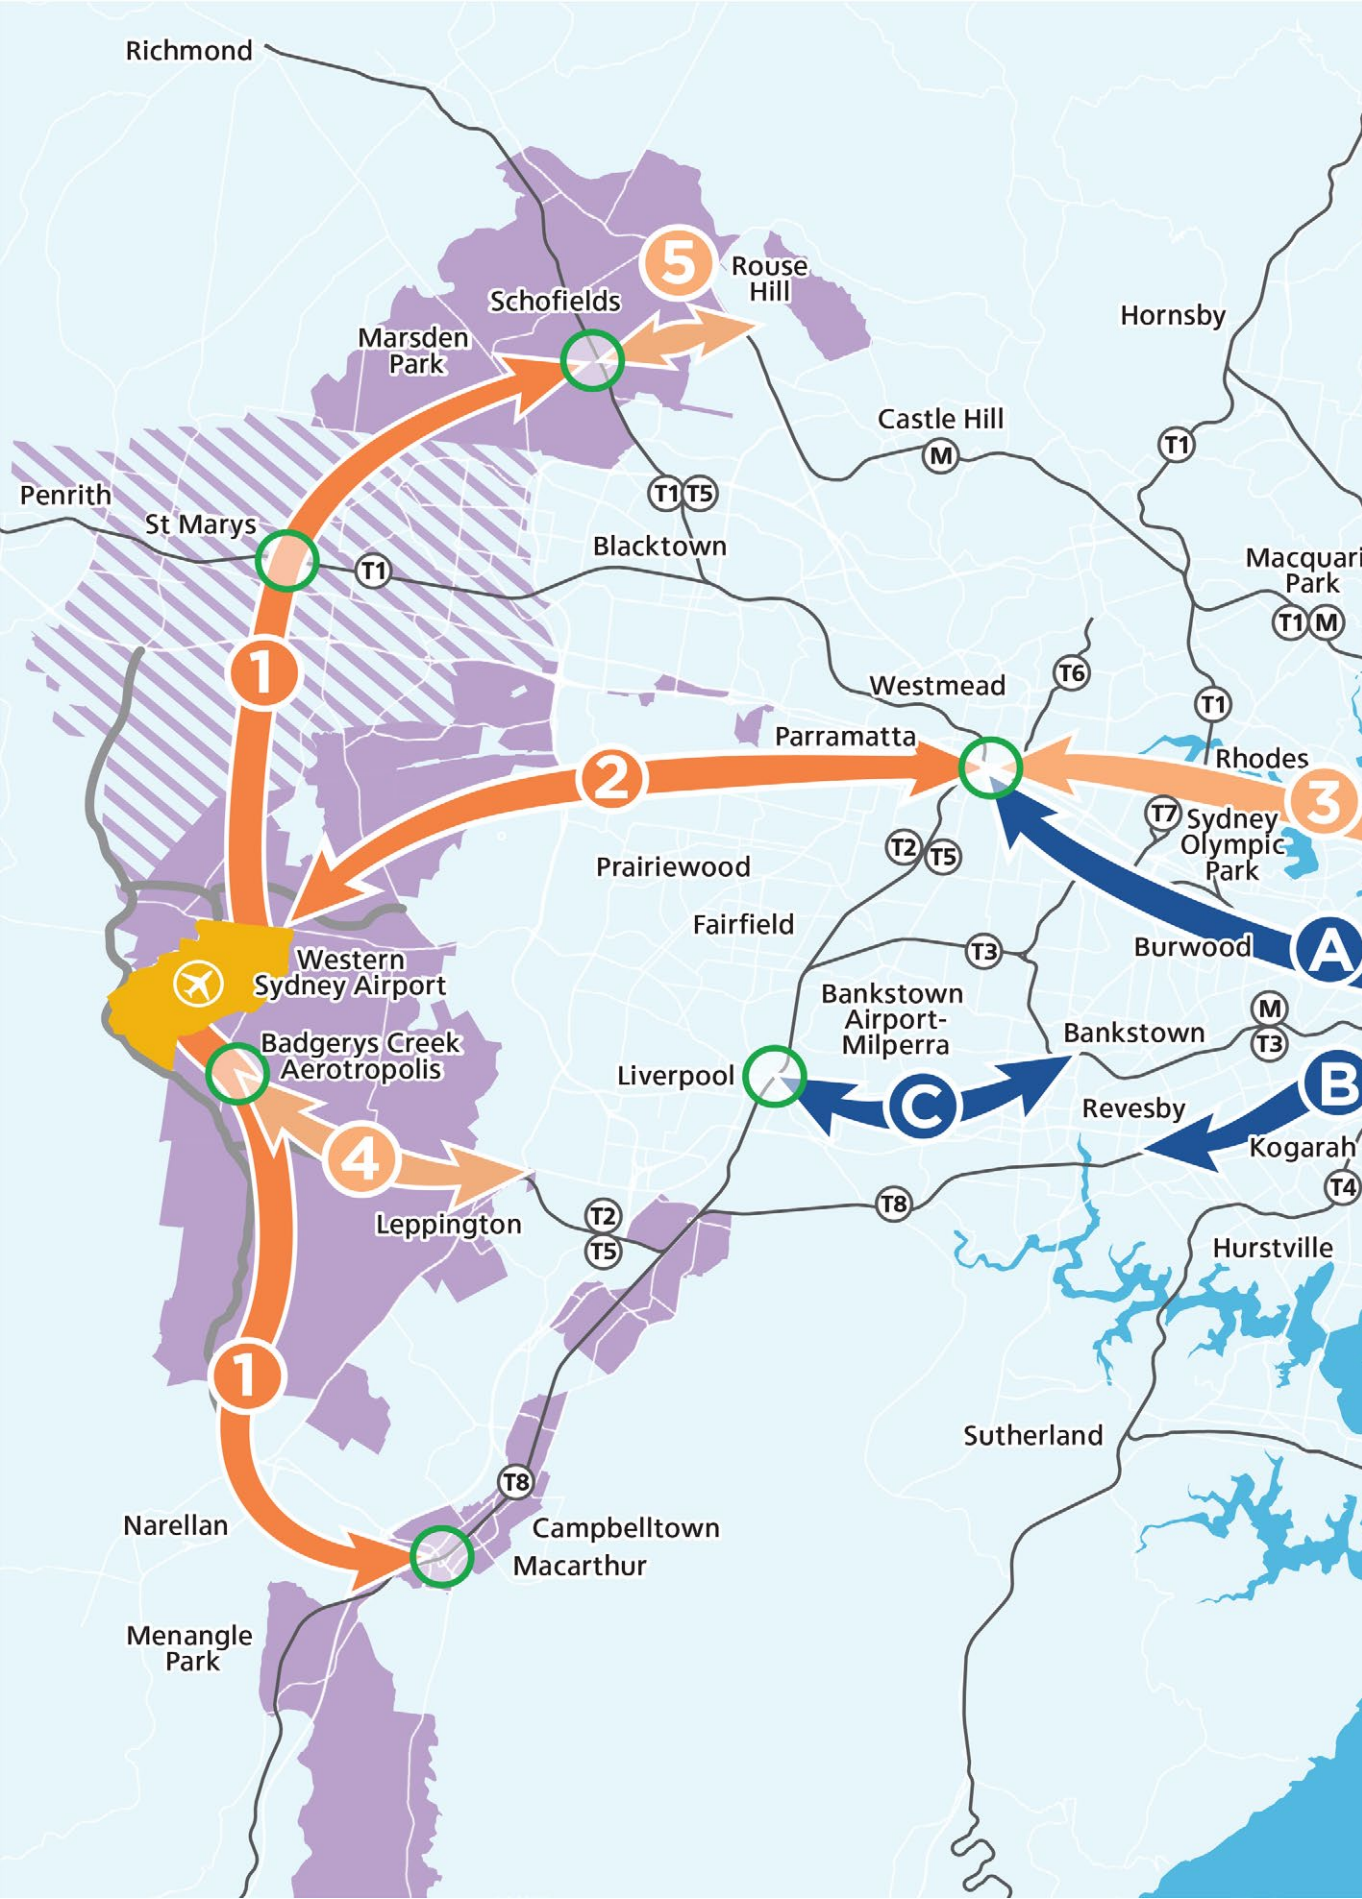 Richmond
5
Rouse
Hill
Schofields
Hornsby
Marsden
Park
Castle Hill
M
T1
Penrith
T1
T5
St Marys
Blacktown
Macquari
Park
T1
T1
M
1
T6
Westmead
T1
Parramatta
Rhodes
2
3
T7
Sydney
Olympic
Park
T2
T5
Prairiewood
Fairfield
Burwood
A
T3
Western
Sydney Airport
Bankstown
Airport-
Milperra
M
T3
Bankstown
Badgerys Creek
Aerotropolis
Liverpool
B
C
Revesby
Kogarah
4
T4
T8
Leppington
T2
T5
Hurstville
1
Sutherland
T8
Narellan
Campbelltown
Macarthur
Menangle
Park